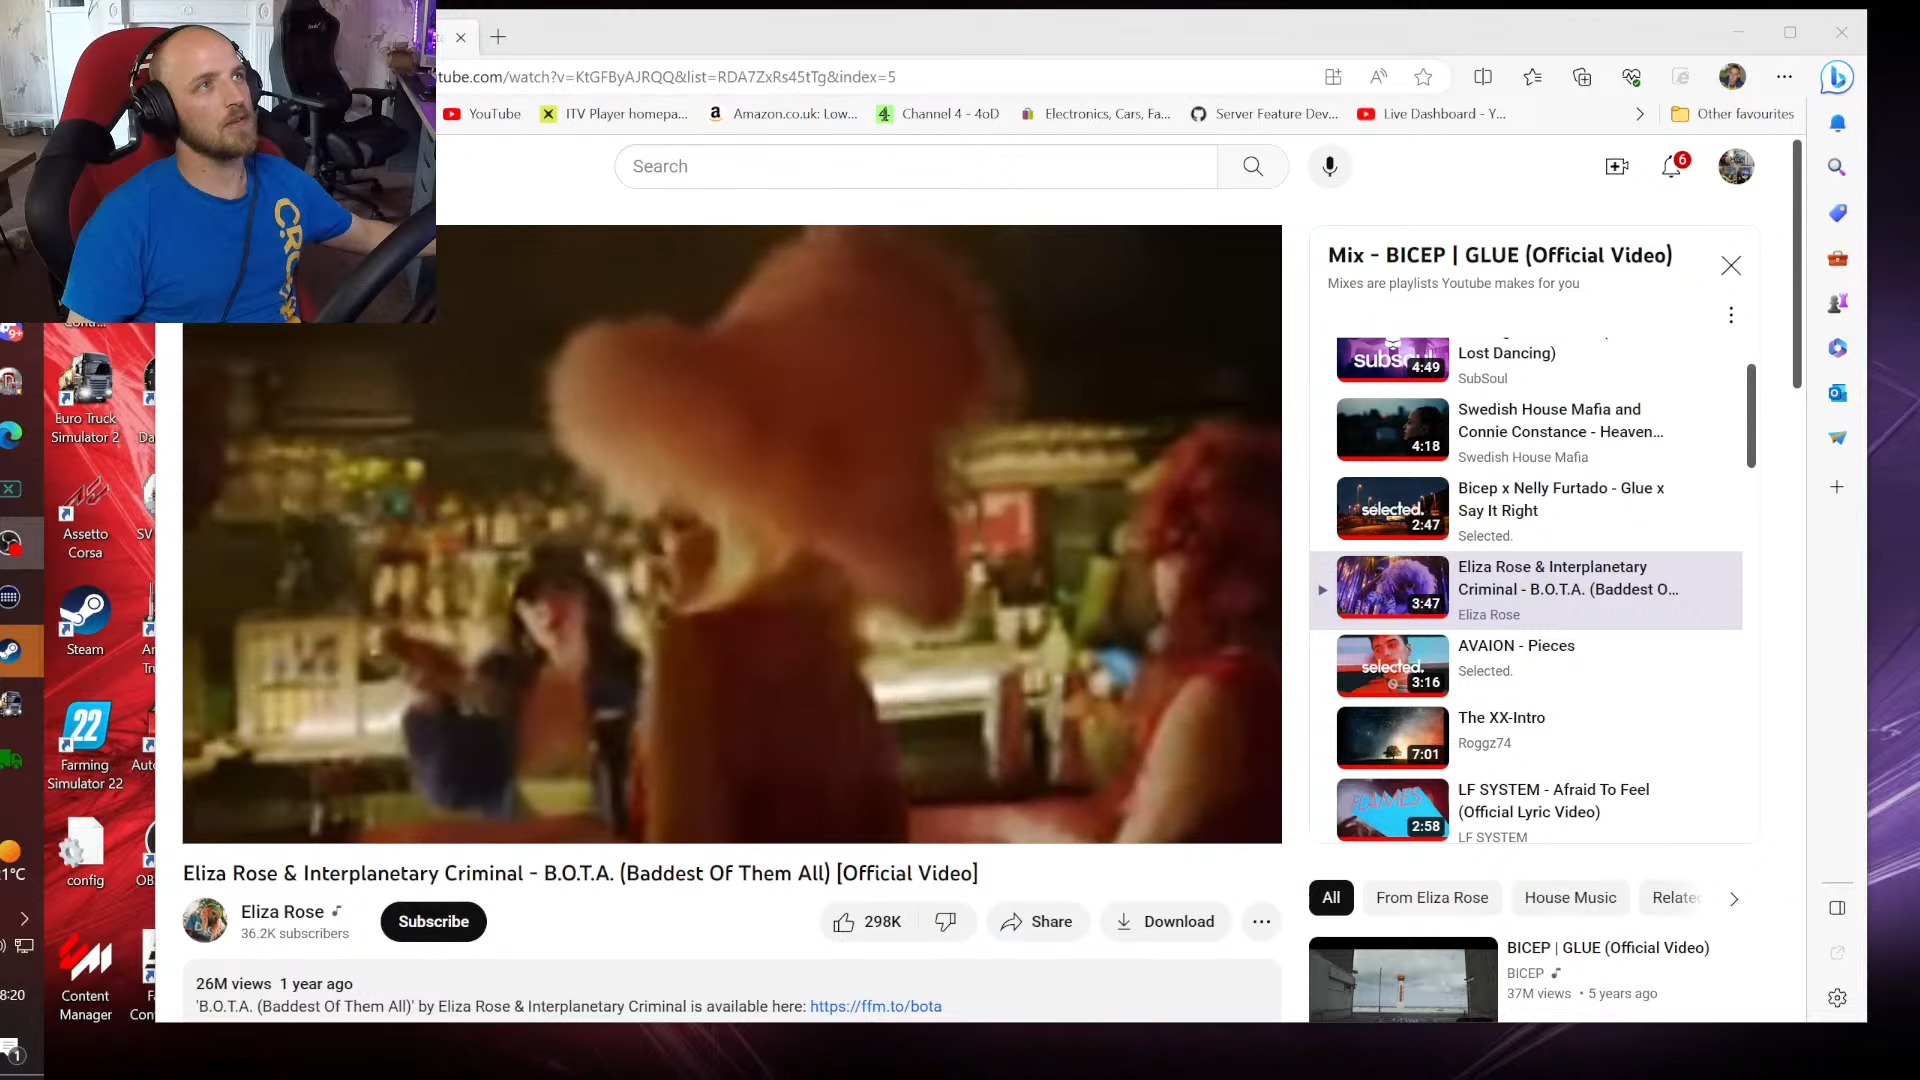 tube.com/watch?v=KtGFByAJRQQ&list=RDA7ZxRs45tTg&index=5
YouTube
ITV Player homepa...
Amazon.co.uk: Low...
Channel 4 - 4oD
Electronics, Cars, Fa...
Server Feature Dev...
Live Dashboard - Y...
Other favourites
Search
6
Mix - BICEP | GLUE (Official Video)
Mixes are playlists Youtube makes for you
Lost Dancing)
SubSoul
4:49
Swedish House Mafia and
Connie Constance - Heaven...
Swedish House Mafia
4:18
Bicep x Nelly Furtado - Glue x
Say It Right
Selected.
selected.
2:47
Eliza Rose & Interplanetary
Criminal - B.O.T.A. (Baddest O...
Eliza Rose
3:47
AVAION - Pieces
Selected.
selected.
3:16
The XX-Intro
Roggz74
7:01
LF SYSTEM - Afraid To Feel
(Official Lyric Video)
LF SYSTEM
FLAMES
2:58
Eliza Rose & Interplanetary Criminal - B.O.T.A. (Baddest Of Them All) [Official Video]
Eliza Rose
36.2K subscribers
Subscribe
298K
Share
Download
26M views 1 year ago
'B.O.T.A. (Baddest Of Them All)' by Eliza Rose & Interplanetary Criminal is available here: https://ffm.to/bota
All
From Eliza Rose
House Music
Related
BICEP | GLUE (Official Video)
BICEP
37M views • 5 years ago
Euro Truck
Simulator 2
Assetto
Corsa
SV
Steam
22
Farming
Simulator 22
config
Content
Manager
9+
1°C
8:20
1